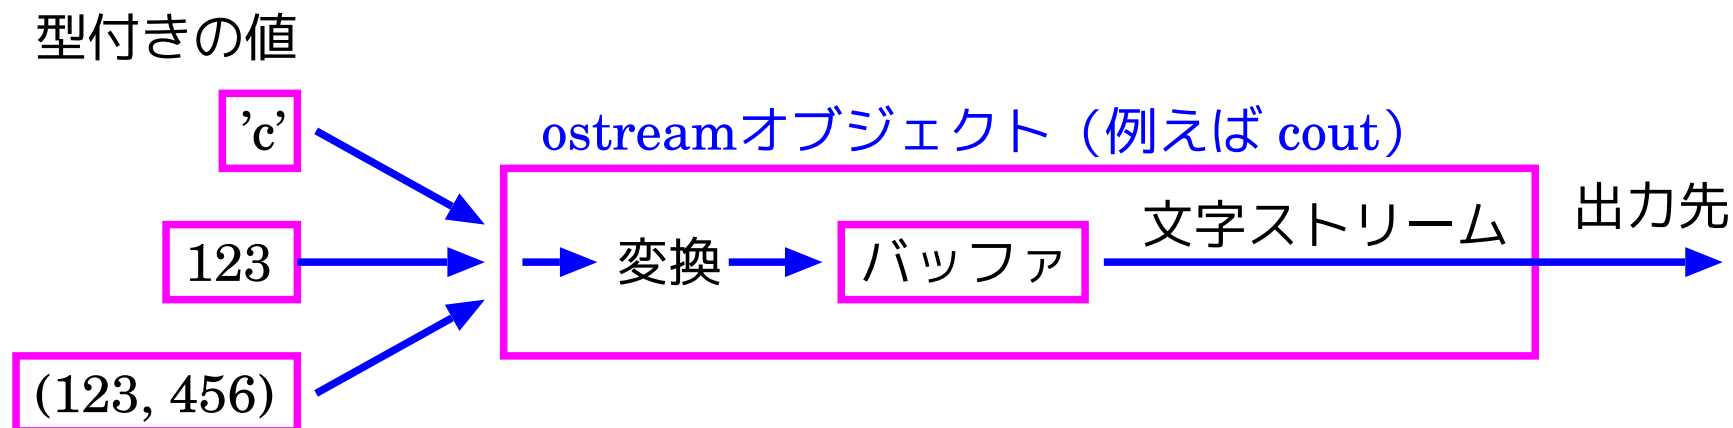 型付きの値
'c'
ostreamオブジェクト（例えば cout）
文字ストリーム
出力先
123
変換
バッファ
(123, 456)